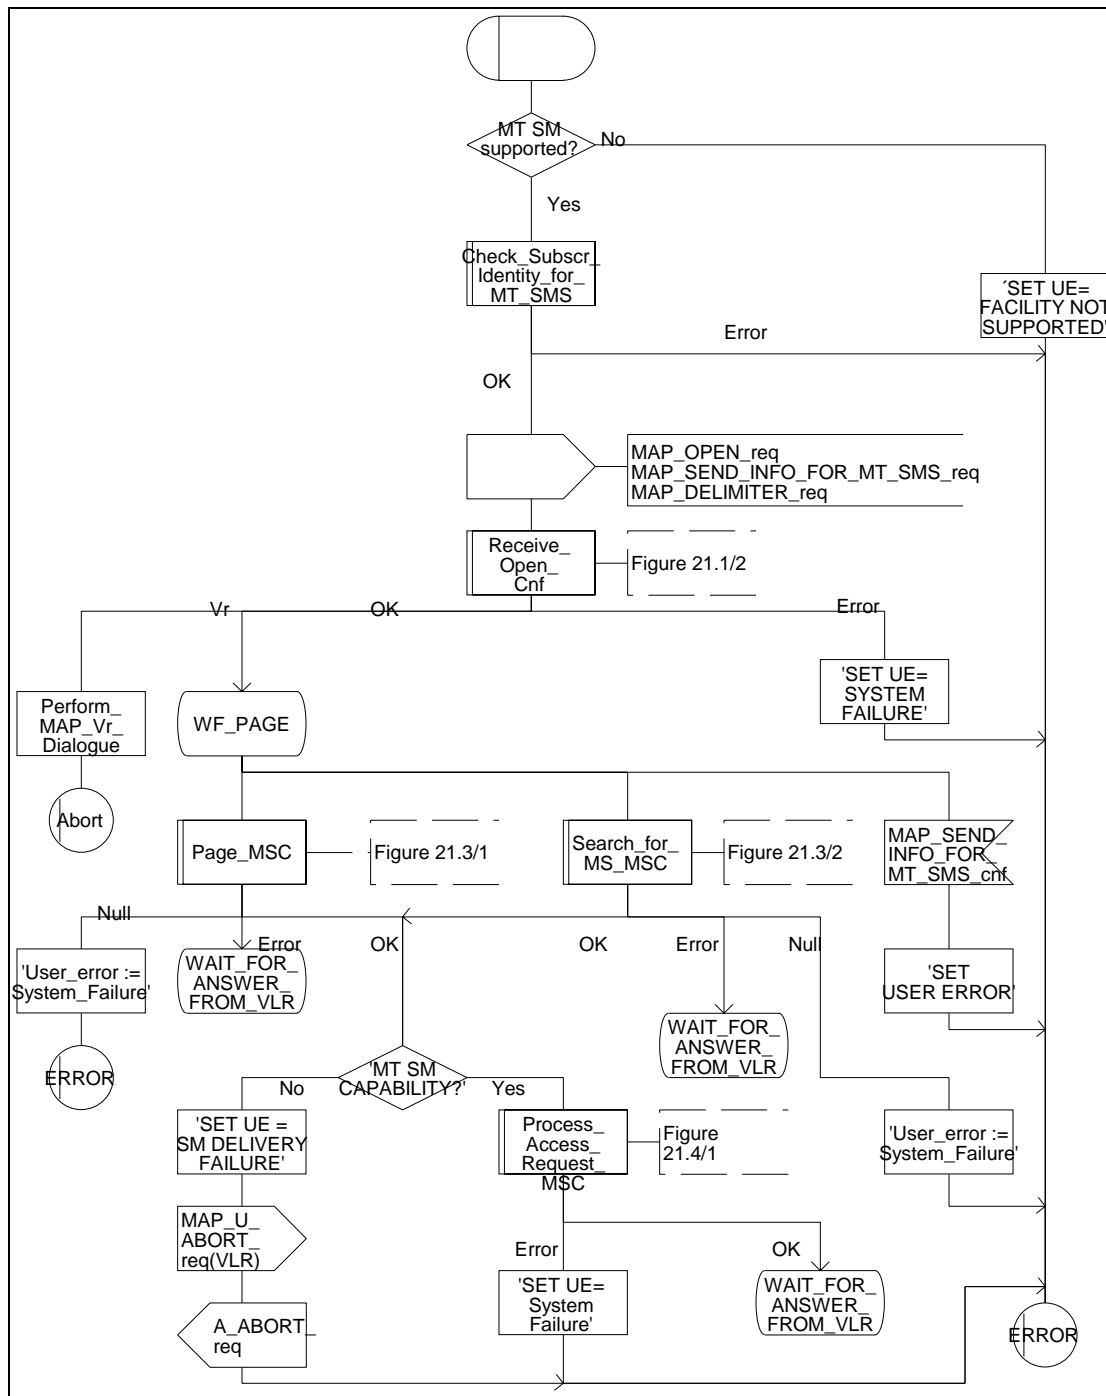 MT SM
supported?
No
Yes
Check_Subscr_
Identity_for_
MT_SMS
´SET UE=
FACILITY NOT
SUPPORTED'
Error
OK
MAP_OPEN_req
MAP_SEND_INFO_FOR_MT_SMS_req
MAP_DELIMITER_req
Receive_
Open_
Cnf
Figure 21.1/2
Vr
OK
Error
'SET UE=
SYSTEM
FAILURE'
Perform_
MAP_Vr_
Dialogue
WF_PAGE
Abort
Page_MSC
Figure 21.3/1
Search_for_
MS_MSC
Figure 21.3/2
MAP_SEND_
INFO_FOR_
MT_SMS_cnf
Null
Error
OK
OK
Error
Null
'User_error :=
System_Failure'
WAIT_FOR_
ANSWER_
FROM_VLR
'SET
USER ERROR'
WAIT_FOR_
ANSWER_
FROM_VLR
ERROR
'MT SM
CAPABILITY?'
No
Yes
'SET UE =
SM DELIVERY
FAILURE'
Process_
Access_
Request_
MSC
Figure
21.4/1
'User_error :=
System_Failure'
MAP_U_
ABORT_
req(VLR)
Error
OK
'SET UE=
System
Failure'
WAIT_FOR_
ANSWER_
FROM_VLR
A_ABORT_
req
ERROR